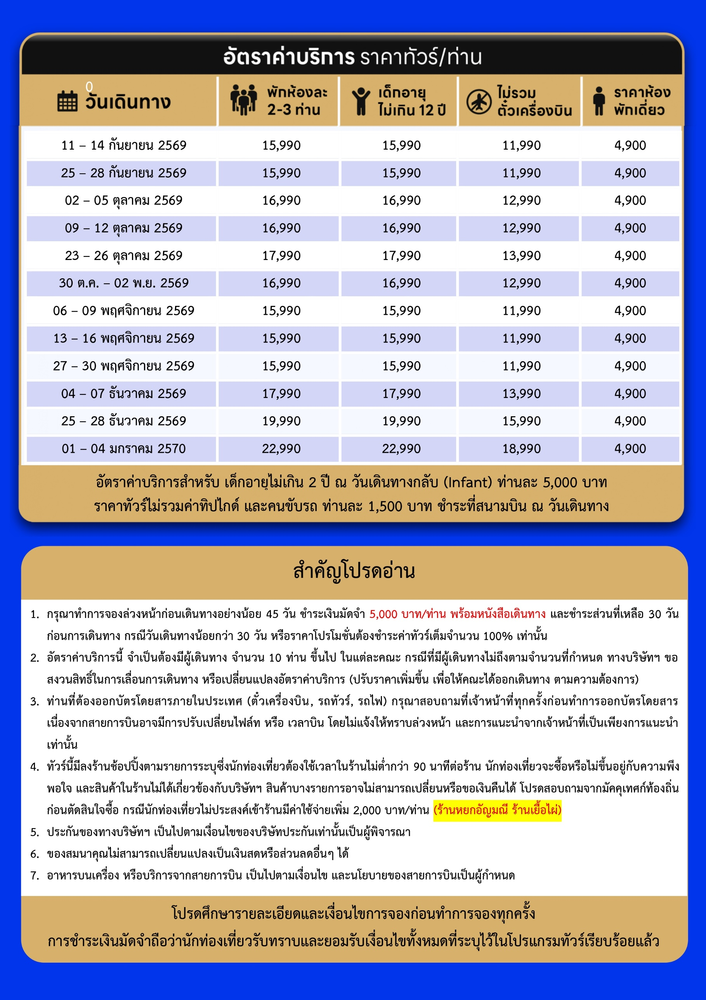 อัตราค่าบริการ ราคาทัวร์/ท่าน
0
วันเดินทาง พักห้องละ 2-3 ท่าน เด็กอายุ ไม่เกิน 12 ปี ไม่รวม ตั๋วเครื่องบิน ราคาห้อง พักเดี่ยว
11 – 14 กันยายน 2569 15,990 15,990 11,990 4,900
25 – 28 กันยายน 2569 15,990 15,990 11,990 4,900
02 – 05 ตุลาคม 2569 16,990 16,990 12,990 4,900
09 – 12 ตุลาคม 2569 16,990 16,990 12,990 4,900
23 – 26 ตุลาคม 2569 17,990 17,990 13,990 4,900
30 ต.ค. – 02 พ.ย. 2569 16,990 16,990 12,990 4,900
06 – 09 พฤศจิกายน 2569 15,990 15,990 11,990 4,900
13 – 16 พฤศจิกายน 2569 15,990 15,990 11,990 4,900
27 – 30 พฤศจิกายน 2569 15,990 15,990 11,990 4,900
04 – 07 ธันวาคม 2569 17,990 17,990 13,990 4,900
25 – 28 ธันวาคม 2569 19,990 19,990 15,990 4,900
01 – 04 มกราคม 2570 22,990 22,990 18,990 4,900
อัตราค่าบริการสำหรับ เด็กอายุไม่เกิน 2 ปี ณ วันเดินทางกลับ (Infant) ท่านละ 5,000 บาท
ราคาทัวร์ไม่รวมค่าทิปไกด์ และคนขับรถ ท่านละ 1,500 บาท ชำระที่สนามบิน ณ วันเดินทาง
สำคัญโปรดอ่าน
1. กรุณาทำการจองล่วงหน้าก่อนเดินทางอย่างน้อย 45 วัน ชำระเงินมัดจำ 5,000 บาท/ท่าน พร้อมหนังสือเดินทาง และชำระส่วนที่เหลือ 30 วัน
ก่อนการเดินทาง กรณีวันเดินทางน้อยกว่า 30 วัน หรือราคาโปรโมชั่นต้องชำระค่าทัวร์เต็มจำนวน 100% เท่านั้น
2. อัตราค่าบริการนี้ จำเป็นต้องมีผู้เดินทาง จำนวน 10 ท่าน ขึ้นไป ในแต่ละคณะ กรณีที่มีผู้เดินทางไม่ถึงตามจำนวนที่กำหนด ทางบริษัทฯ ขอ
สงวนสิทธิ์ในการเลื่อนการเดินทาง หรือเปลี่ยนแปลงอัตราค่าบริการ (ปรับราคาเพิ่มขึ้น เพื่อให้คณะได้ออกเดินทาง ตามความต้องการ)
3. ท่านที่ต้องออกบัตรโดยสารภายในประเทศ (ตั๋วเครื่องบิน, รถทัวร์, รถไฟ) กรุณาสอบถามที่เจ้าหน้าที่ทุกครั้งก่อนทำการออกบัตรโดยสาร
เนื่องจากสายการบินอาจมีการปรับเปลี่ยนไฟล์ท หรือ เวลาบิน โดยไม่แจ้งให้ทราบล่วงหน้า และการแนะนำจากเจ้าหน้าที่เป็นเพียงการแนะนำ
เท่านั้น
4. ทัวร์นี้มีลงร้านช้อปปิ้งตามรายการระบุซึ่งนักท่องเที่ยวต้องใช้เวลาในร้านไม่ต่ำกว่า 90 นาทีต่อร้าน นักท่องเที่ยวจะซื้อหรือไม่ขึ้นอยู่กับความพึง
พอใจ และสินค้าในร้านไม่ได้เกี่ยวข้องกับบริษัทฯ สินค้าบางรายการอาจไม่สามารถเปลี่ยนหรือขอเงินคืนได้ โปรดสอบถามจากมัคคุเทศก์ท้องถิ่น
ก่อนตัดสินใจซื้อ กรณีนักท่องเที่ยวไม่ประสงค์เข้าร้านมีค่าใช้จ่ายเพิ่ม 2,000 บาท/ท่าน (ร้านหยกอัญมณี ร้านเยื้อไผ่)
5. ประกันของทางบริษัทฯ เป็นไปตามเงื่อนไขของบริษัทประกันเท่านั้นเป็นผู้พิจารณา
6. ของสมนาคุณไม่สามารถเปลี่ยนแปลงเป็นเงินสดหรือส่วนลดอื่นๆ ได้
7. อาหารบนเครื่อง หรือบริการจากสายการบิน เป็นไปตามเงื่อนไข และนโยบายของสายการบินเป็นผู้กำหนด
โปรดศึกษารายละเอียดและเงื่อนไขการจองก่อนทำการจองทุกครั้ง
การชำระเงินมัดจำถือว่านักท่องเที่ยวรับทราบและยอมรับเงื่อนไขทั้งหมดที่ระบุไว้ในโปรแกรมทัวร์เรียบร้อยแล้ว